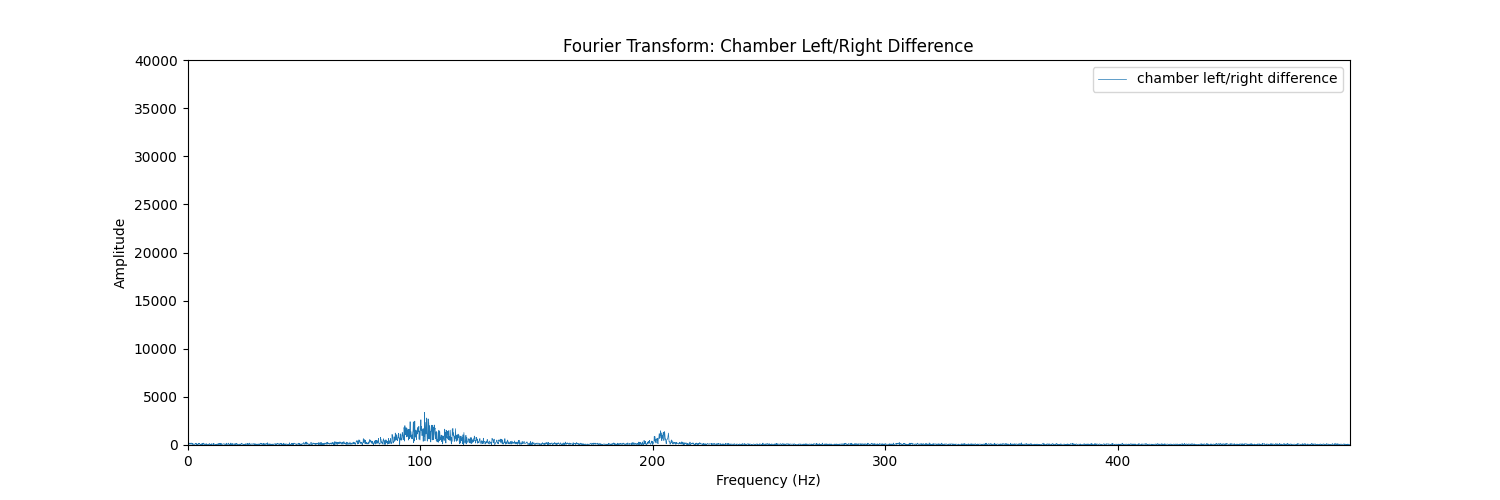 Fourier Transform: Chamber Left/Right Difference
chamber left/right difference
40000
35000
30000
25000
20000
15000
10000
5000
0
Amplitude
0 100 200 300 400
Frequency (Hz)